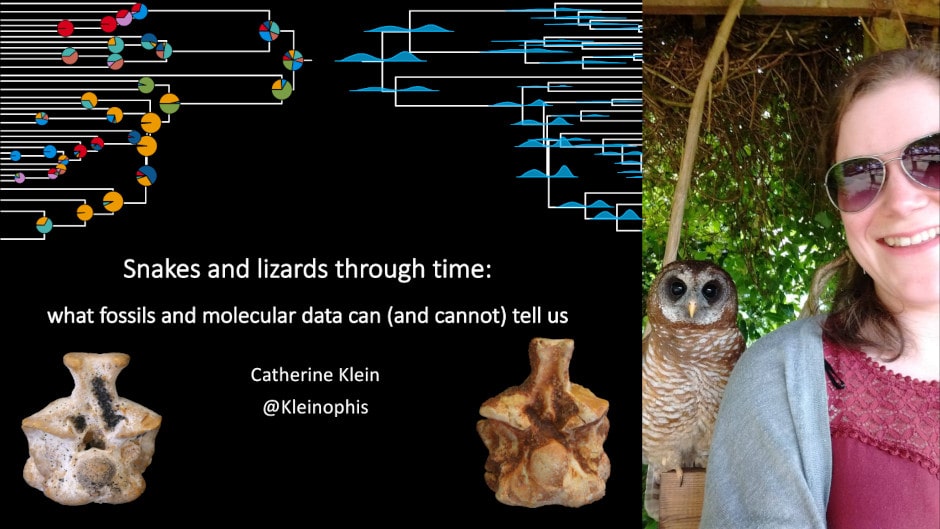 Snakes and lizards through time:
what fossils and molecular data can (and cannot) tell us
Catherine Klein
@Kleinophis